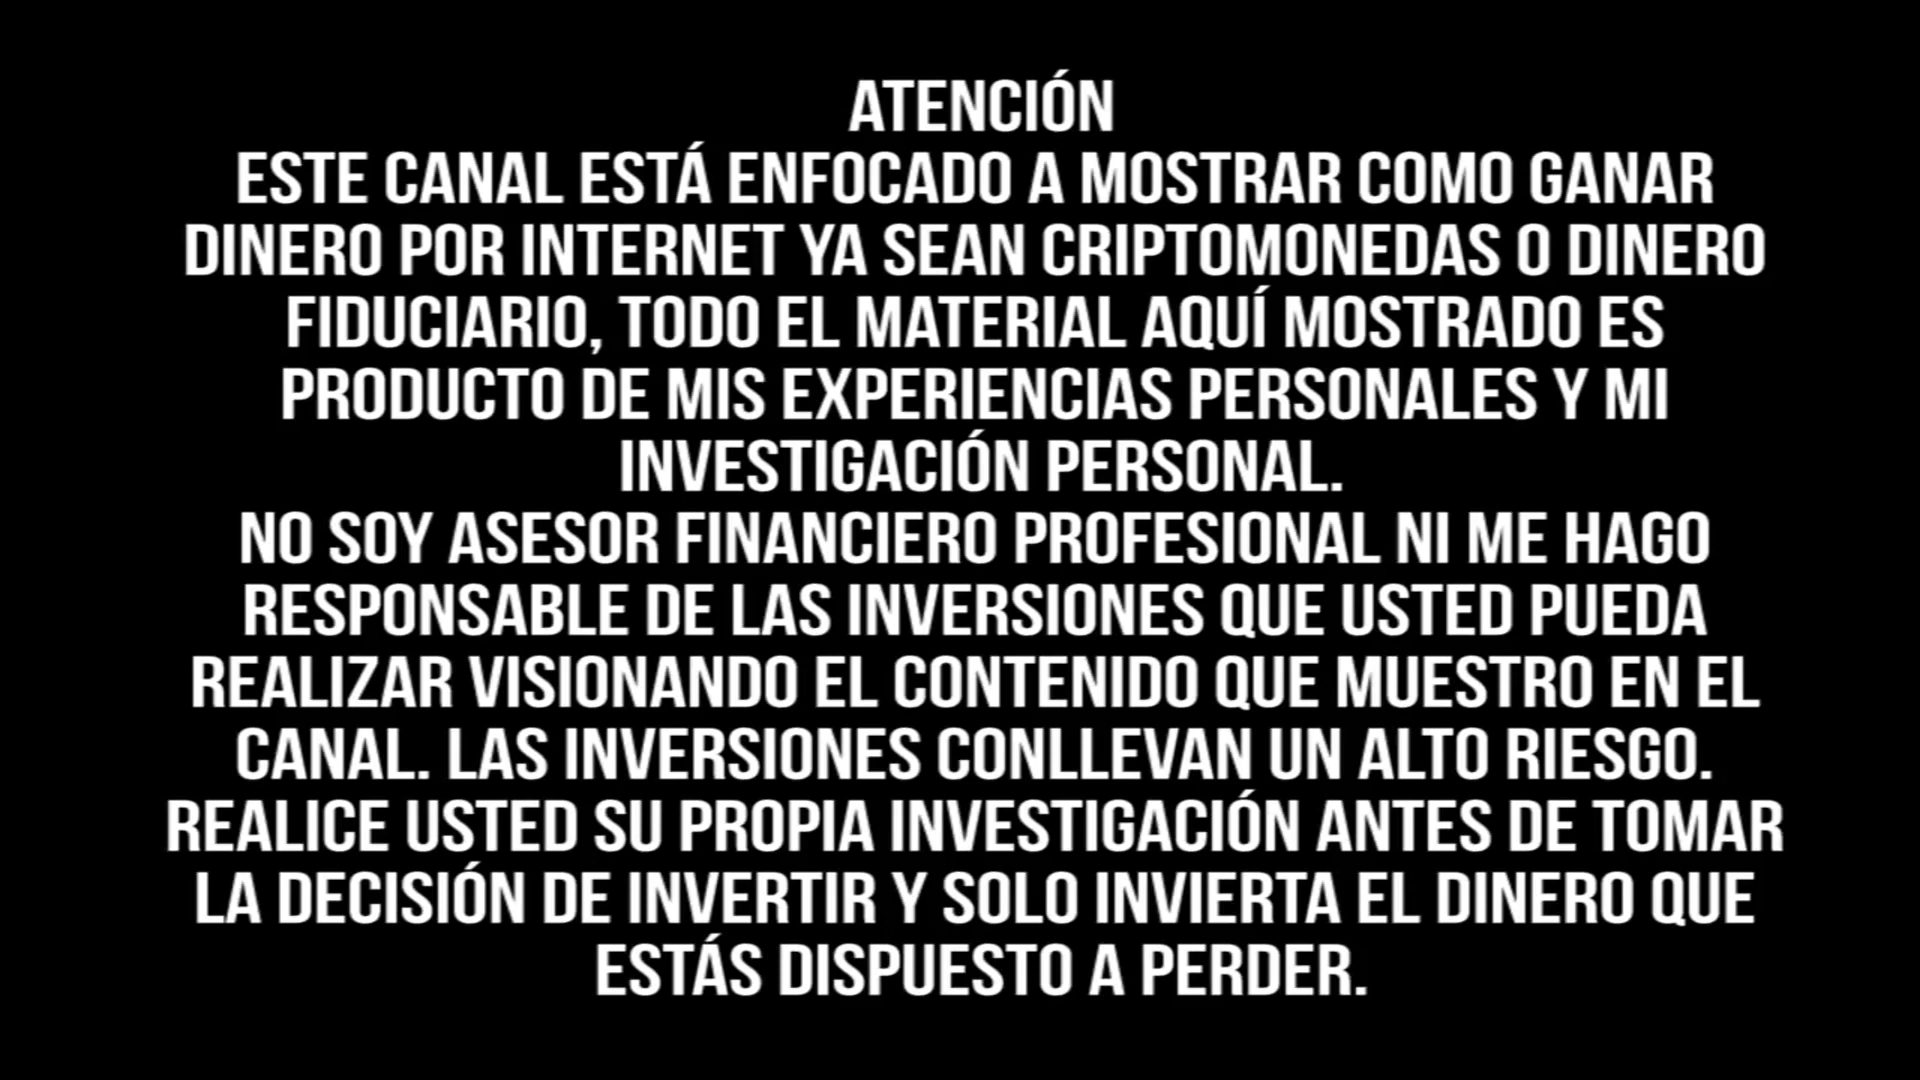 ATENCIÓN
ESTE CANAL ESTÁ ENFOCADO A MOSTRAR COMO GANAR
DINERO POR INTERNET YA SEAN CRIPTOMONEDAS O DINERO
FIDUCIARIO, TODO EL MATERIAL AQUÍ MOSTRADO ES
PRODUCTO DE MIS EXPERIENCIAS PERSONALES Y MI
INVESTIGACIÓN PERSONAL.
NO SOY ASESOR FINANCIERO PROFESIONAL NI ME HAGO
RESPONSABLE DE LAS INVERSIONES QUE USTED PUEDA
REALIZAR VISIONANDO EL CONTENIDO QUE MUESTRO EN EL
CANAL. LAS INVERSIONES CONLLEVAN UN ALTO RIESGO.
REALICE USTED SU PROPIA INVESTIGACIÓN ANTES DE TOMAR
LA DECISIÓN DE INVERTIR Y SOLO INVIERTA EL DINERO QUE
ESTÁS DISPUESTO A PERDER.